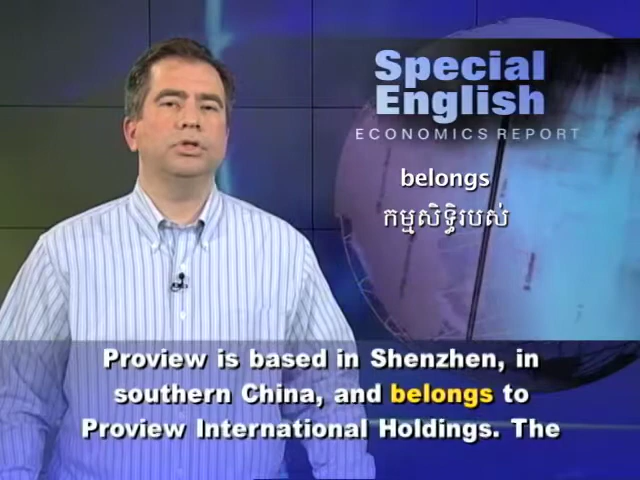 Special
English
ECONOMICS REPORT
belongs
កម្មសិទ្ធិរបស់
Proview is based in Shenzhen, in
southern China, and belongs to
Proview International Holdings. The